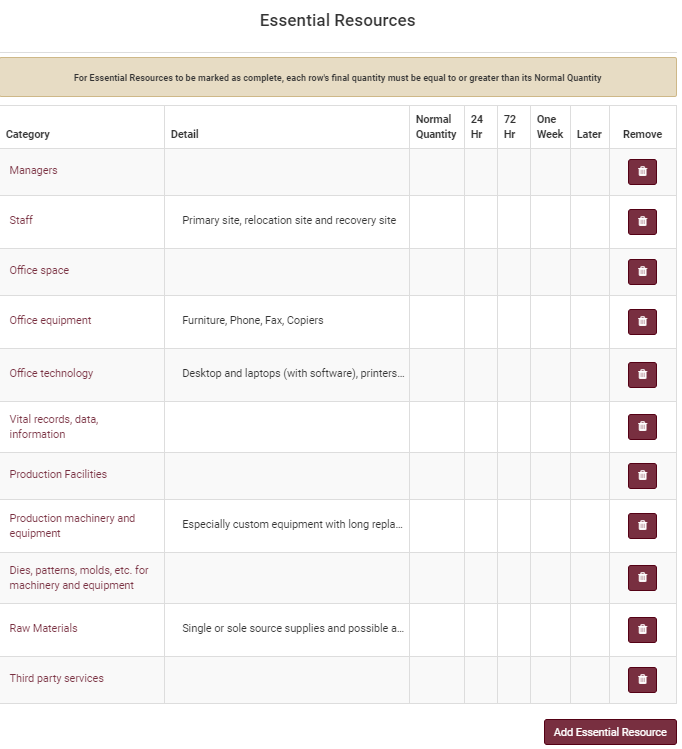 Essential Resources
For Essential Resources to be marked as complete, each row's final quantity must be equal to or greater than its Normal Quantity
Category Detail Normal Quantity 24 Hr 72 Hr One Week Later Remove
Managers
Staff Primary site, relocation site and recovery site
Office space
Office equipment Furniture, Phone, Fax, Copiers
Office technology Desktop and laptops (with software), printers...
Vital records, data,
information
Production Facilities
Production machinery and
equipment
Especially custom equipment with long repla...
Dies, patterns, molds, etc. for
machinery and equipment
Raw Materials Single or sole source supplies and possible a...
Third party services
Add Essential Resource